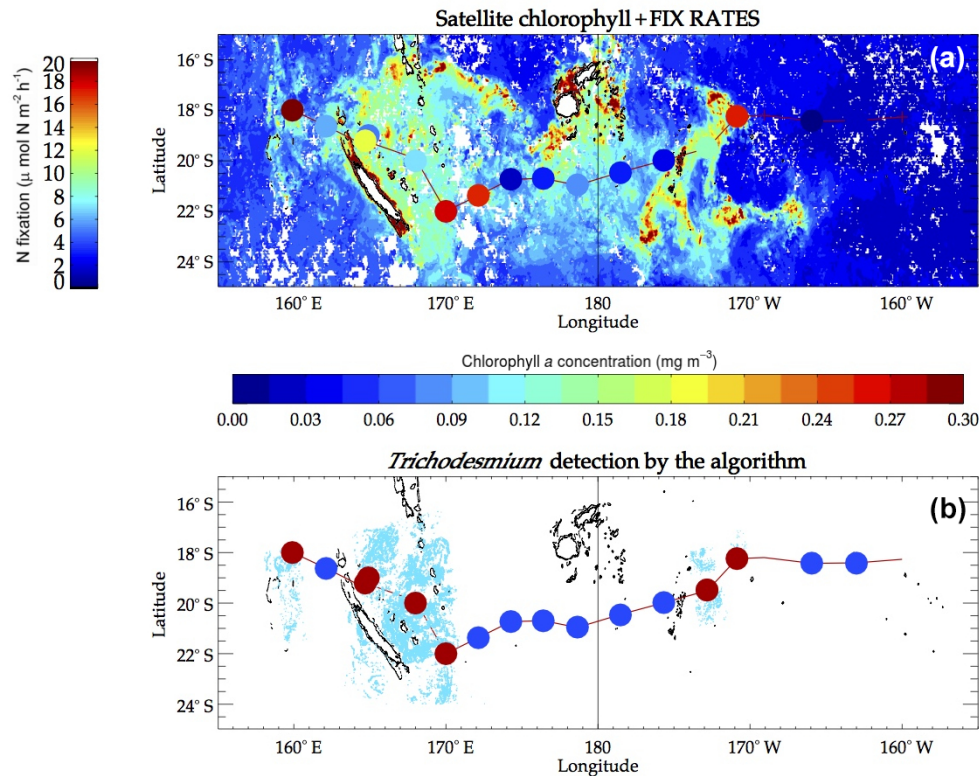 Satellite chlorophyll + FIX RATES
(a)
N fixation (μ mol N m⁻² h⁻¹)
20
18
16
14
12
10
8
6
4
2
0
Latitude
16° S
18° S
20° S
22° S
24° S
160° E
170° E
180
170° W
160° W
Longitude
Chlorophyll a concentration (mg m⁻³)
0.00 0.03 0.06 0.09 0.12 0.15 0.18 0.21 0.24 0.27 0.30
Trichodesmium detection by the algorithm
(b)
Latitude
16° S
18° S
20° S
22° S
24° S
160° E
170° E
180
170° W
160° W
Longitude